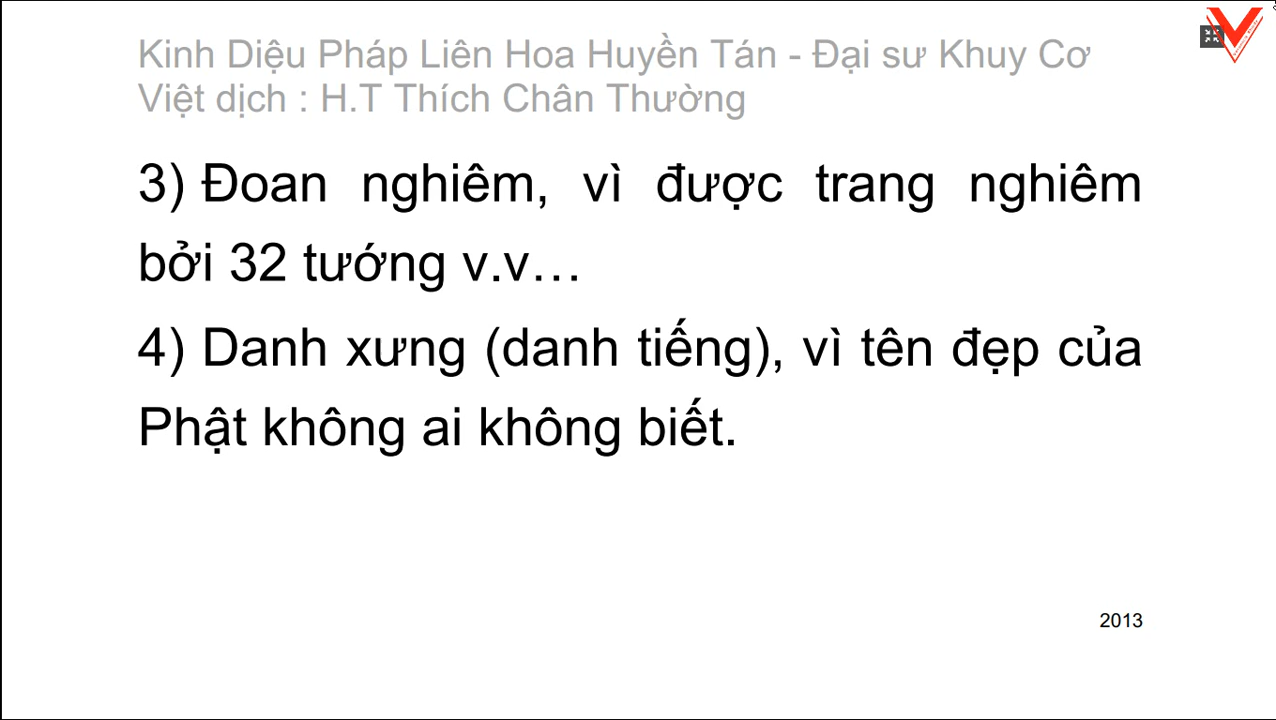 Kinh Diệu Pháp Liên Hoa Huyền Tán - Đại sư Khuy Cơ
Việt dịch : H.T Thích Chân Thường
3) Đoan nghiêm, vì được trang nghiêm
bởi 32 tướng v.v…
4) Danh xưng (danh tiếng), vì tên đẹp của
Phật không ai không biết.
2013